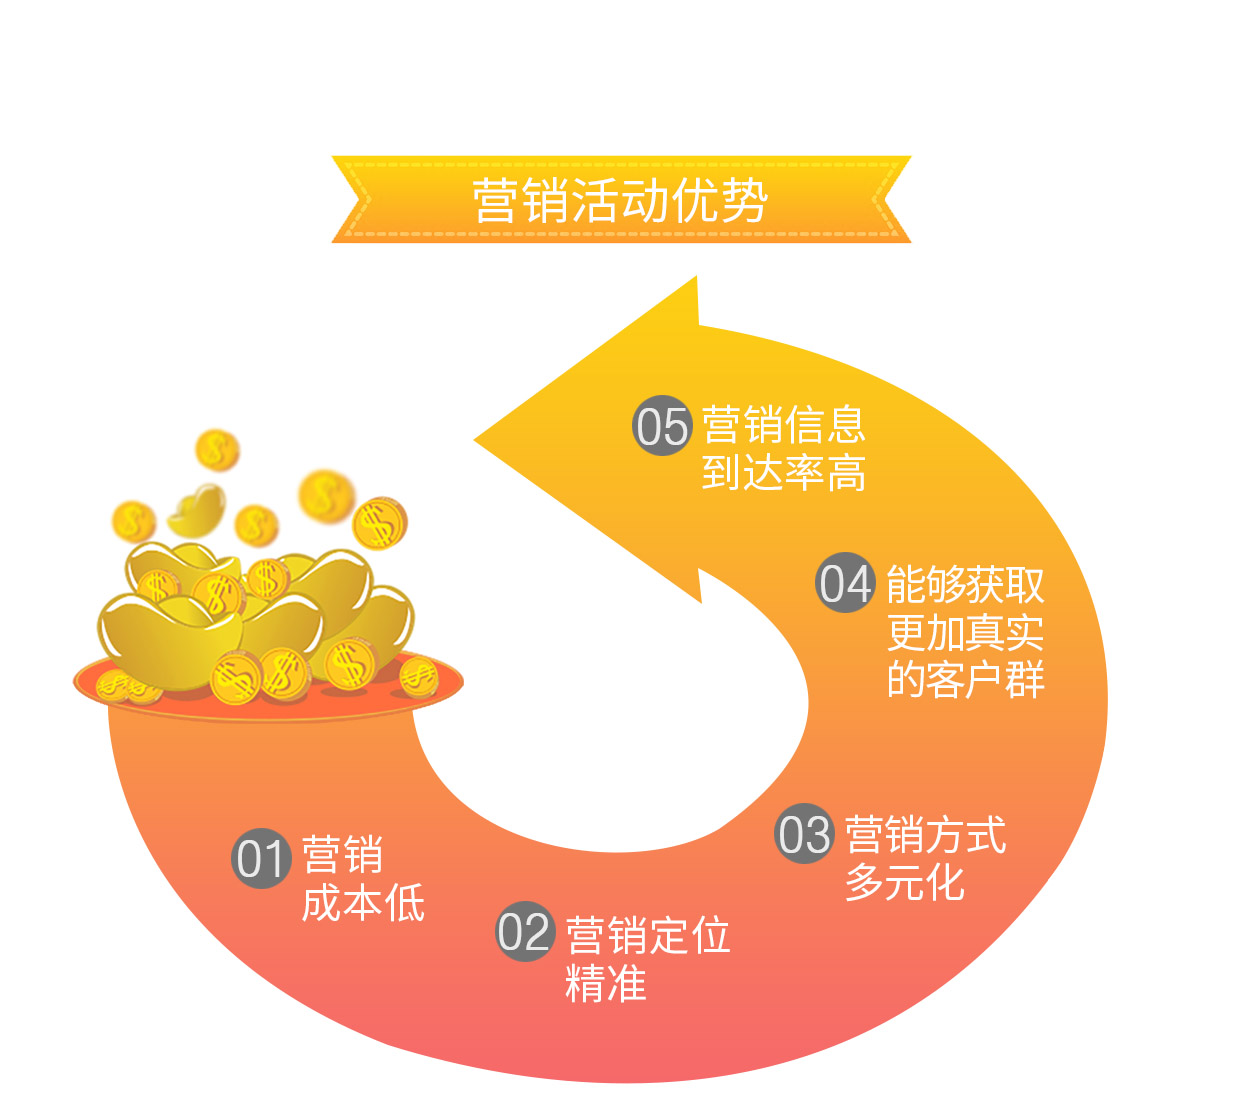 营销活动优势
05
营销信息
到达率高
04
能够获取
更加真实
的客户群
03
营销方式
多元化
01
营销
成本低
02
营销定位
精准